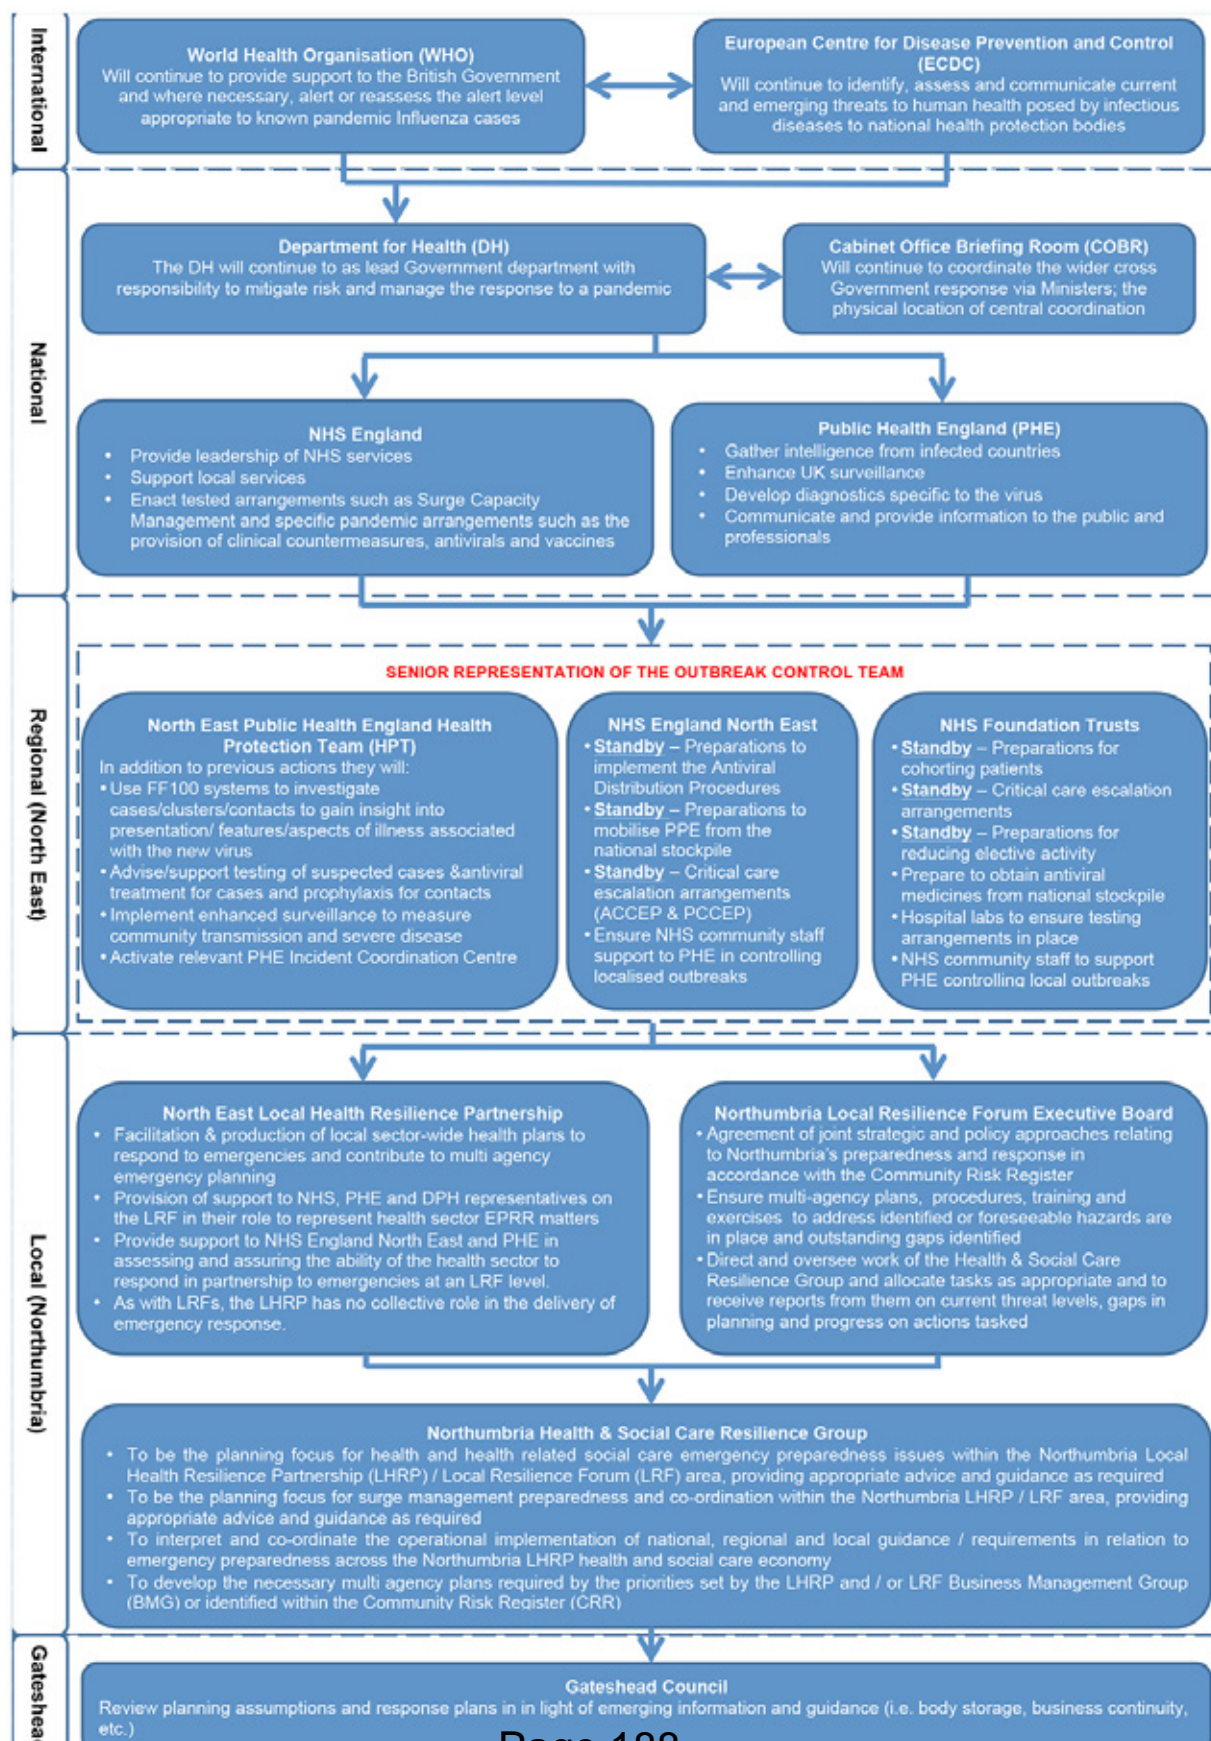 International
World Health Organisation (WHO)
Will continue to provide support to the British Government
and where necessary, alert or reassess the alert level
appropriate to known pandemic Influenza cases
European Centre for Disease Prevention and Control
(ECDC)
Will continue to identify, assess and communicate current
and emerging threats to human health posed by infectious
diseases to national health protection bodies
National
Department for Health (DH)
The DH will continue to as lead Government department with
responsibility to mitigate risk and manage the response to a pandemic
Cabinet Office Briefing Room (COBR)
Will continue to coordinate the wider cross
Government response via Ministers; the
physical location of central coordination
NHS England
• Provide leadership of NHS services
• Support local services
• Enact tested arrangements such as Surge Capacity
Management and specific pandemic arrangements such as the
provision of clinical countermeasures, antivirals and vaccines
Public Health England (PHE)
• Gather intelligence from infected countries
• Enhance UK surveillance
• Develop diagnostics specific to the virus
• Communicate and provide information to the public and
professionals
Regional (North East)
SENIOR REPRESENTATION OF THE OUTBREAK CONTROL TEAM
North East Public Health England Health
Protection Team (HPT)
In addition to previous actions they will:
• Use FF100 systems to investigate
cases/clusters/contacts to gain insight into
presentation/ features/aspects of illness associated
with the new virus
• Advise/support testing of suspected cases &antiviral
treatment for cases and prophylaxis for contacts
• Implement enhanced surveillance to measure
community transmission and severe disease
• Activate relevant PHE Incident Coordination Centre
NHS England North East
• Standby – Preparations to
implement the Antiviral
Distribution Procedures
• Standby – Preparations to
mobilise PPE from the
national stockpile
• Standby – Critical care
escalation arrangements
(ACCEP & PCCEP)
• Ensure NHS community staff
support to PHE in controlling
localised outbreaks
NHS Foundation Trusts
• Standby – Preparations for
cohorting patients
• Standby – Critical care escalation
arrangements
• Standby – Preparations for
reducing elective activity
• Prepare to obtain antiviral
medicines from national stockpile
• Hospital labs to ensure testing
arrangements in place
• NHS community staff to support
PHE controlling local outbreaks
Local (Northumbria)
North East Local Health Resilience Partnership
• Facilitation & production of local sector-wide health plans to
respond to emergencies and contribute to multi agency
emergency planning
• Provision of support to NHS, PHE and DPH representatives on
the LRF in their role to represent health sector EPRR matters
• Provide support to NHS England North East and PHE in
assessing and assuring the ability of the health sector to
respond in partnership to emergencies at an LRF level.
• As with LRFs, the LHRP has no collective role in the delivery of
emergency response.
Northumbria Local Resilience Forum Executive Board
• Agreement of joint strategic and policy approaches relating
to Northumbria's preparedness and response in
accordance with the Community Risk Register
• Ensure multi-agency plans, procedures, training and
exercises to address identified or foreseeable hazards are
in place and outstanding gaps identified
• Direct and oversee work of the Health & Social Care
Resilience Group and allocate tasks as appropriate and to
receive reports from them on current threat levels, gaps in
planning and progress on actions tasked
Northumbria Health & Social Care Resilience Group
• To be the planning focus for health and health related social care emergency preparedness issues within the Northumbria Local
Health Resilience Partnership (LHRP) / Local Resilience Forum (LRF) area, providing appropriate advice and guidance as required
• To be the planning focus for surge management preparedness and co-ordination within the Northumbria LHRP / LRF area, providing
appropriate advice and guidance as required
• To interpret and co-ordinate the operational implementation of national, regional and local guidance / requirements in relation to
emergency preparedness across the Northumbria LHRP health and social care economy
• To develop the necessary multi agency plans required by the priorities set by the LHRP and / or LRF Business Management Group
(BMG) or identified within the Community Risk Register (CRR)
Gateshead
Gateshead Council
Review planning assumptions and response plans in in light of emerging information and guidance (i.e. body storage, business continuity,
etc.)
Page 188